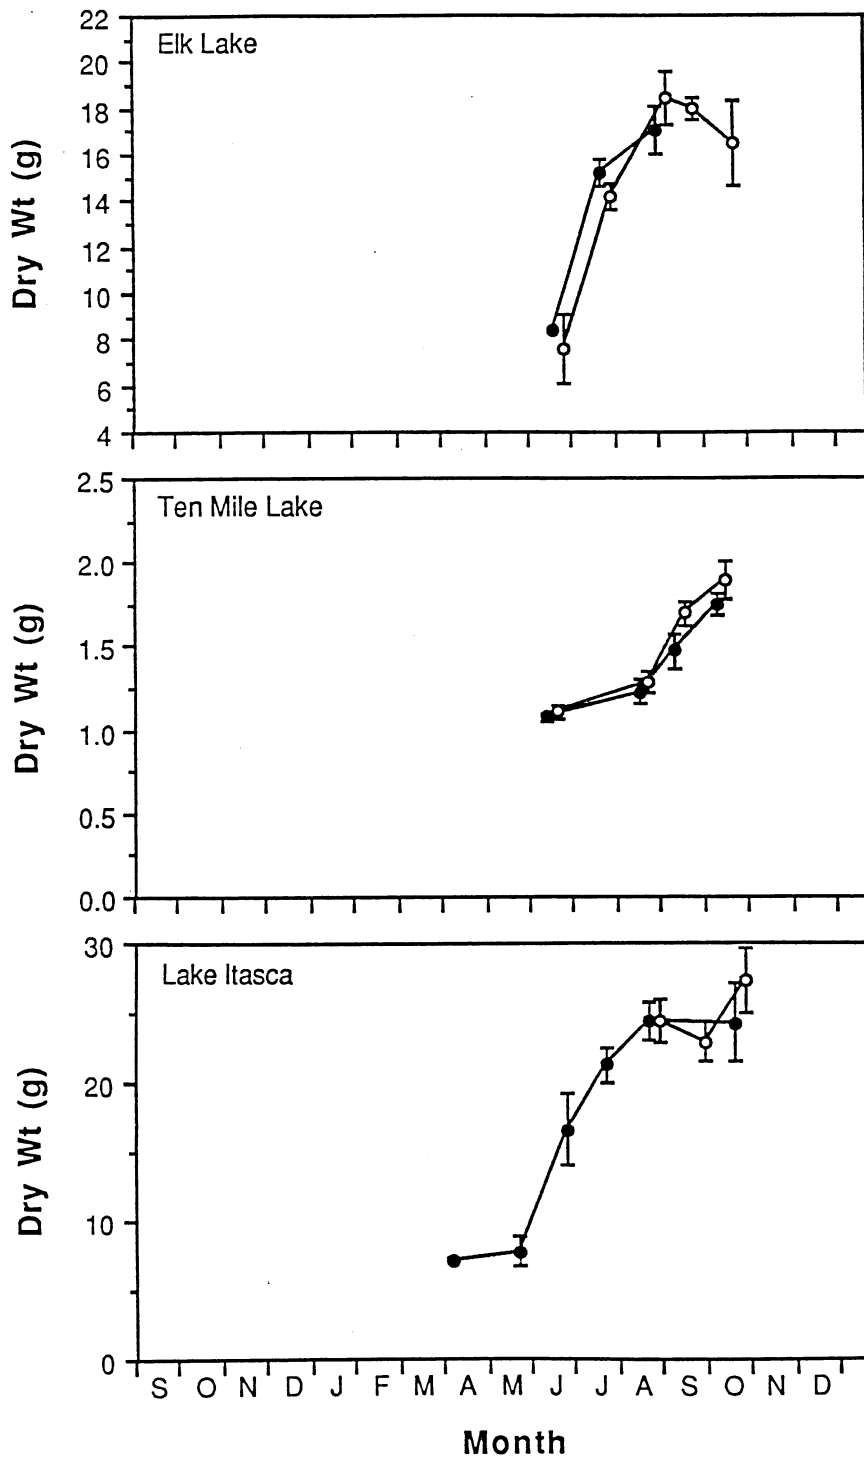 22
Elk Lake
20
18
16
14
12
10
8
6
4
Dry Wt (g)
2.5
Ten Mile Lake
2.0
1.5
1.0
0.5
0.0
Dry Wt (g)
30
Lake Itasca
20
10
0
Dry Wt (g)
S O N D J F M A M J J A S O N D
Month